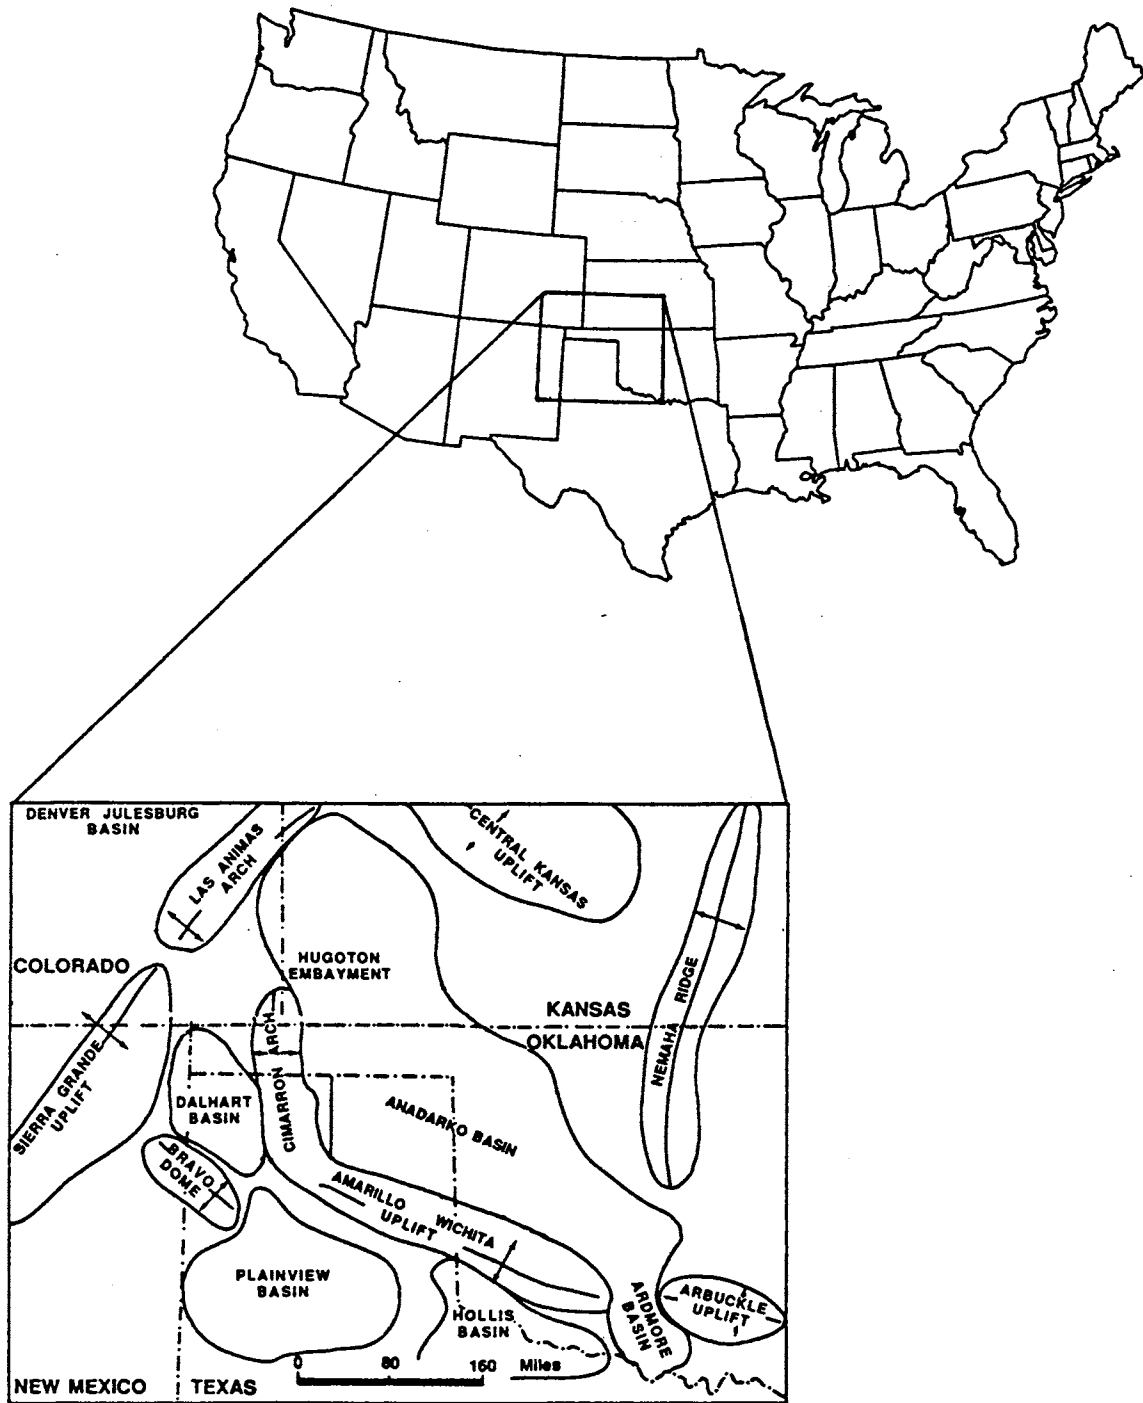 DENVER JULESBURG
BASIN
LAS ANIMAS
ARCH
CENTRAL KANSAS
UPLIFT
COLORADO
HUGOTON
EMBAYMENT
KANSAS
OKLAHOMA
NEMAHA RIDGE
SIERRA GRANDE
UPLIFT
DALHART
BASIN
CIMARRON ARCH
ANADARKO BASIN
BRAVO
DOME
AMARILLO WICHITA
UPLIFT
PLAINVIEW
BASIN
HOLLIS
BASIN
ARDMORE
BASIN
ARBUCKLE
UPLIFT
0 80 160 Miles
NEW MEXICO TEXAS